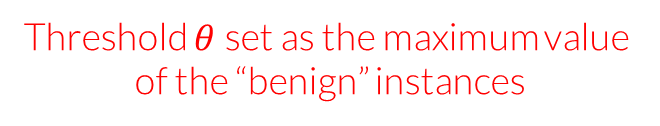 Threshold θ set as the maximum value
of the “benign” instances